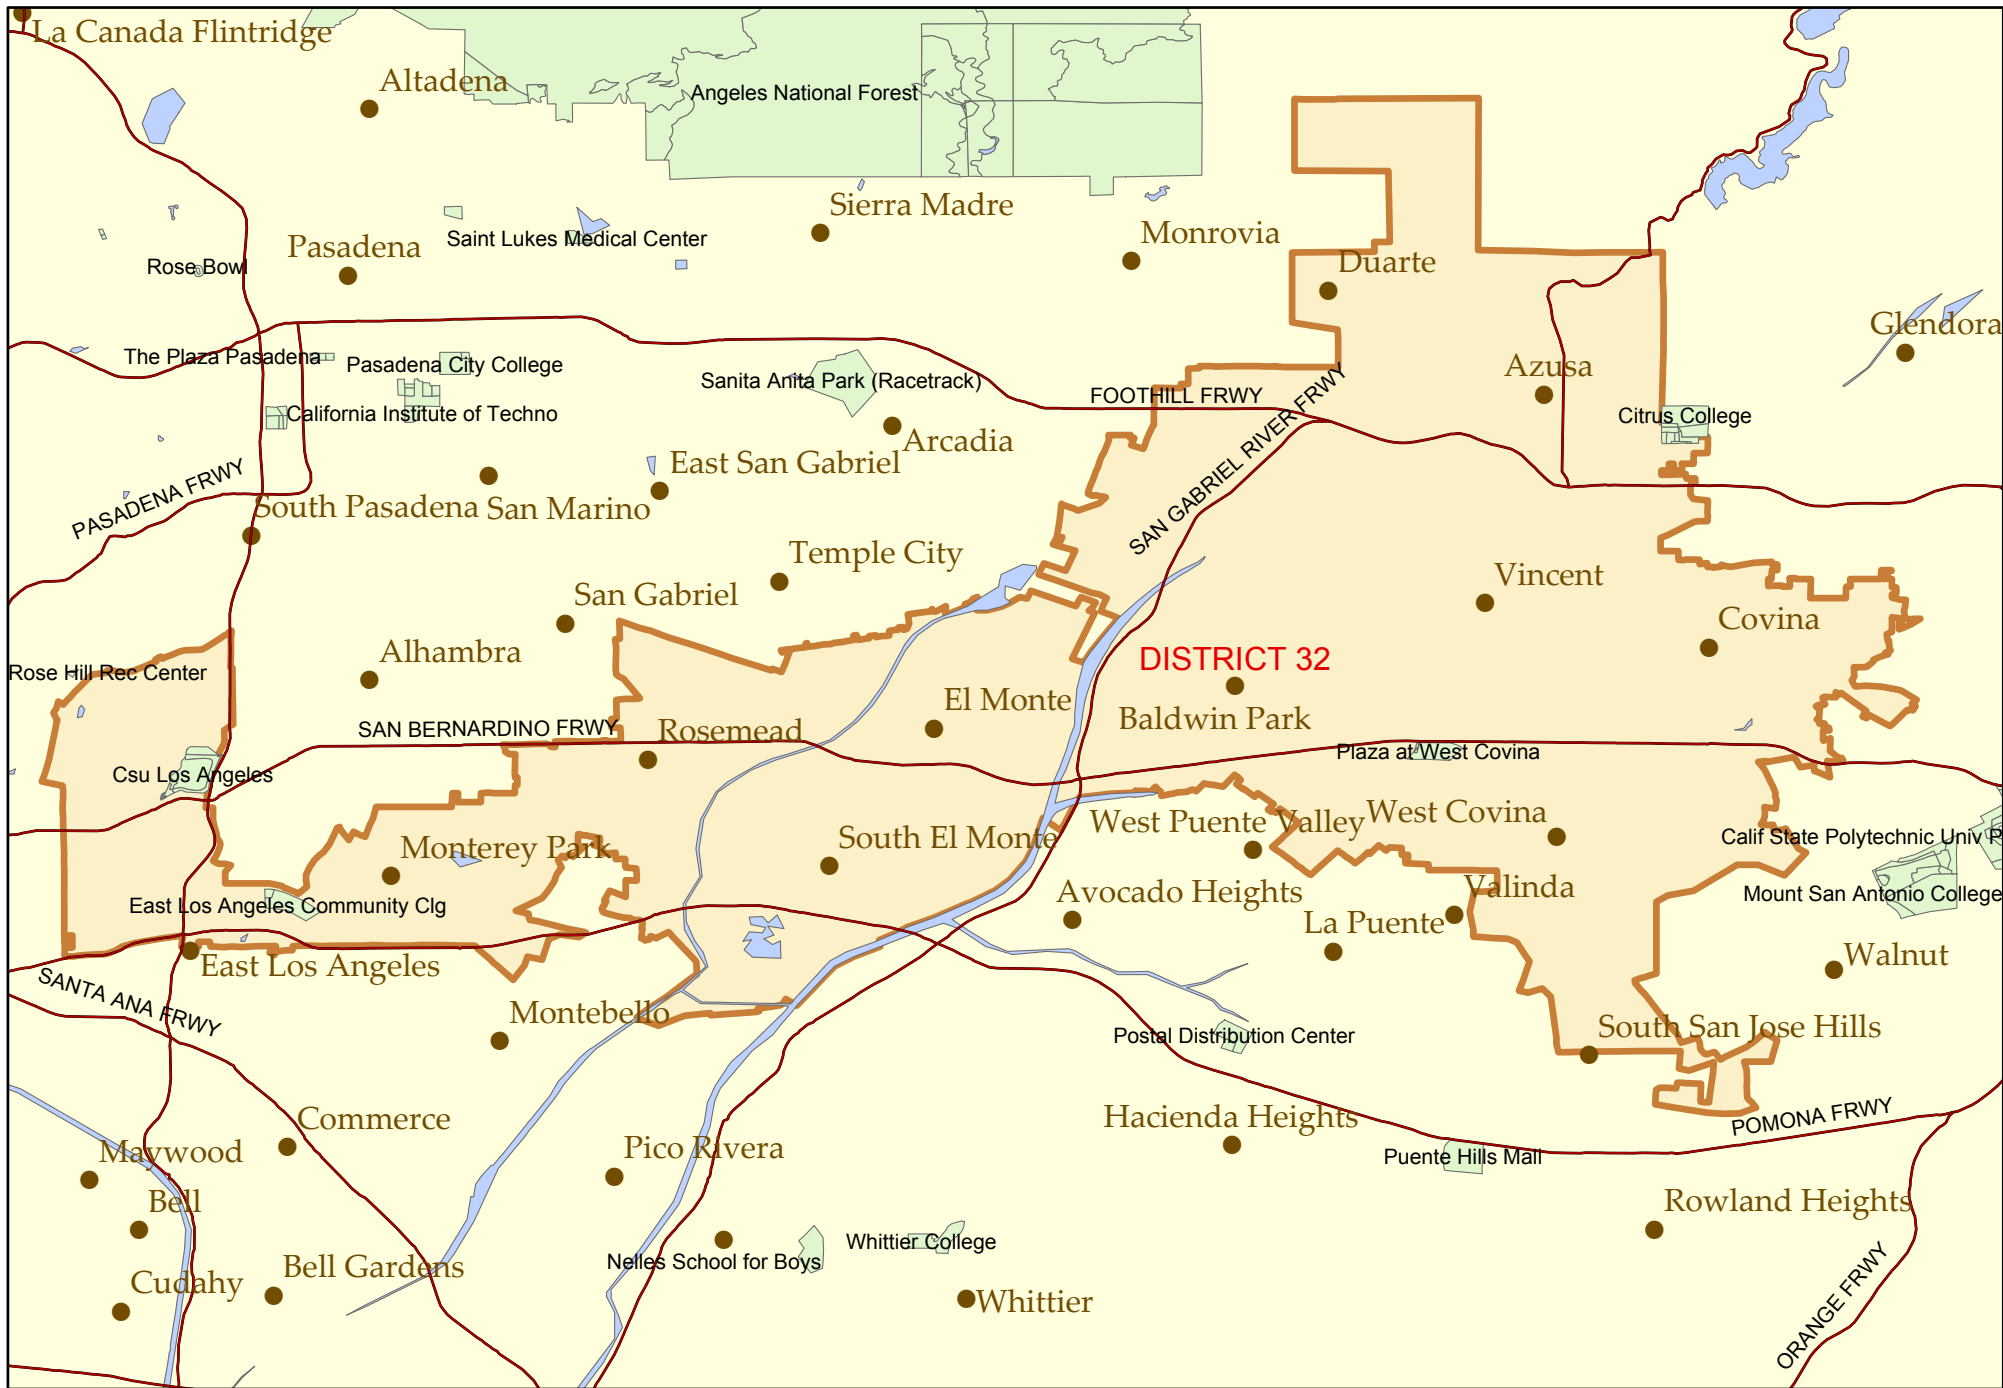 La Canada Flintridge
Altadena
Angeles National Forest
Sierra Madre
Saint Lukes Medical Center
Monrovia
Pasadena
Duarte
Rose Bowl
Glendora
The Plaza Pasadena
Pasadena City College
Sanita Anita Park (Racetrack)
Azusa
FOOTHILL FRWY
California Institute of Techno
Citrus College
Arcadia
SAN GABRIEL RIVER FRWY
East San Gabriel
PASADENA FRWY
South Pasadena
San Marino
Temple City
Vincent
San Gabriel
Covina
Alhambra
DISTRICT 32
Rose Hill Rec Center
El Monte
Baldwin Park
SAN BERNARDINO FRWY
Rosemead
Plaza at West Covina
Csu Los Angeles
West Puente Valley
West Covina
South El Monte
Calif State Polytechnic Univ P
Monterey Park
Valinda
Avocado Heights
Mount San Antonio College
East Los Angeles Community Clg
La Puente
Walnut
East Los Angeles
SANTA ANA FRWY
Montebello
Postal Distribution Center
South San Jose Hills
Commerce
Hacienda Heights
POMONA FRWY
Maywood
Pico Rivera
Puente Hills Mall
Bell
Rowland Heights
Whittier College
Nelles School for Boys
Bell Gardens
Cudahy
Whittier
ORANGE FRWY